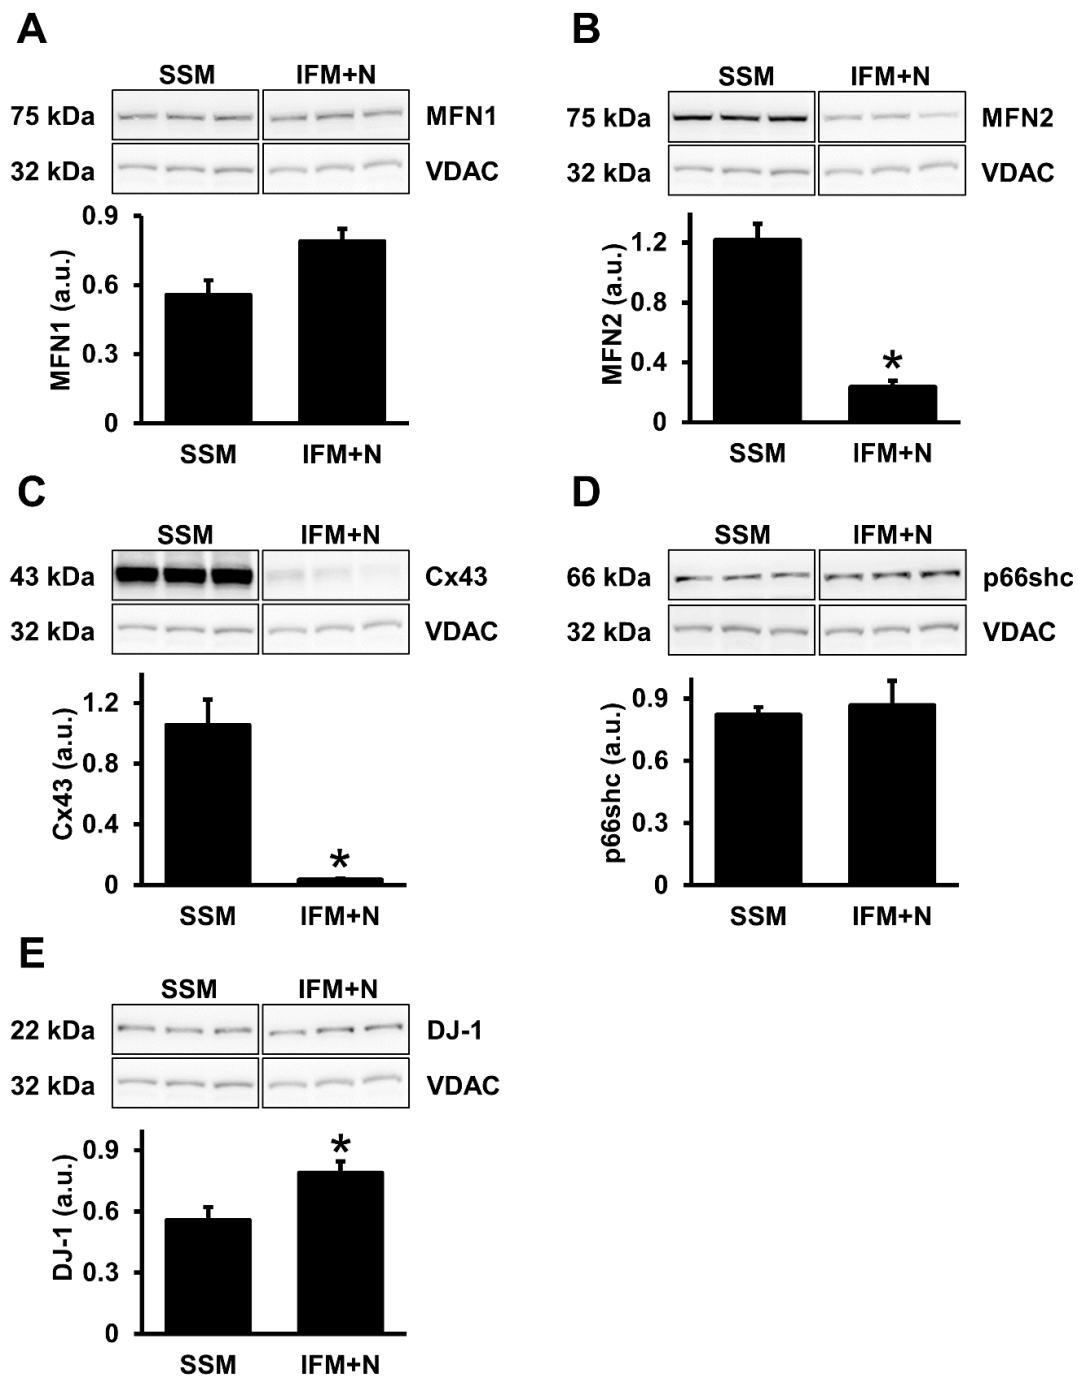 A
SSM IFM+N
75 kDa MFN1
32 kDa VDAC
0.9
0.6
0.3
0
MFN1 (a.u.)
SSM IFM+N
B
SSM IFM+N
75 kDa MFN2
32 kDa VDAC
1.2
0.8
0.4
0
MFN2 (a.u.)
*
SSM IFM+N
C
SSM IFM+N
43 kDa Cx43
32 kDa VDAC
1.2
0.8
0.4
0
Cx43 (a.u.)
*
SSM IFM+N
D
SSM IFM+N
66 kDa p66shc
32 kDa VDAC
0.9
0.6
0.3
0
p66shc (a.u.)
SSM IFM+N
E
SSM IFM+N
22 kDa DJ-1
32 kDa VDAC
0.9
0.6
0.3
0
DJ-1 (a.u.)
*
SSM IFM+N